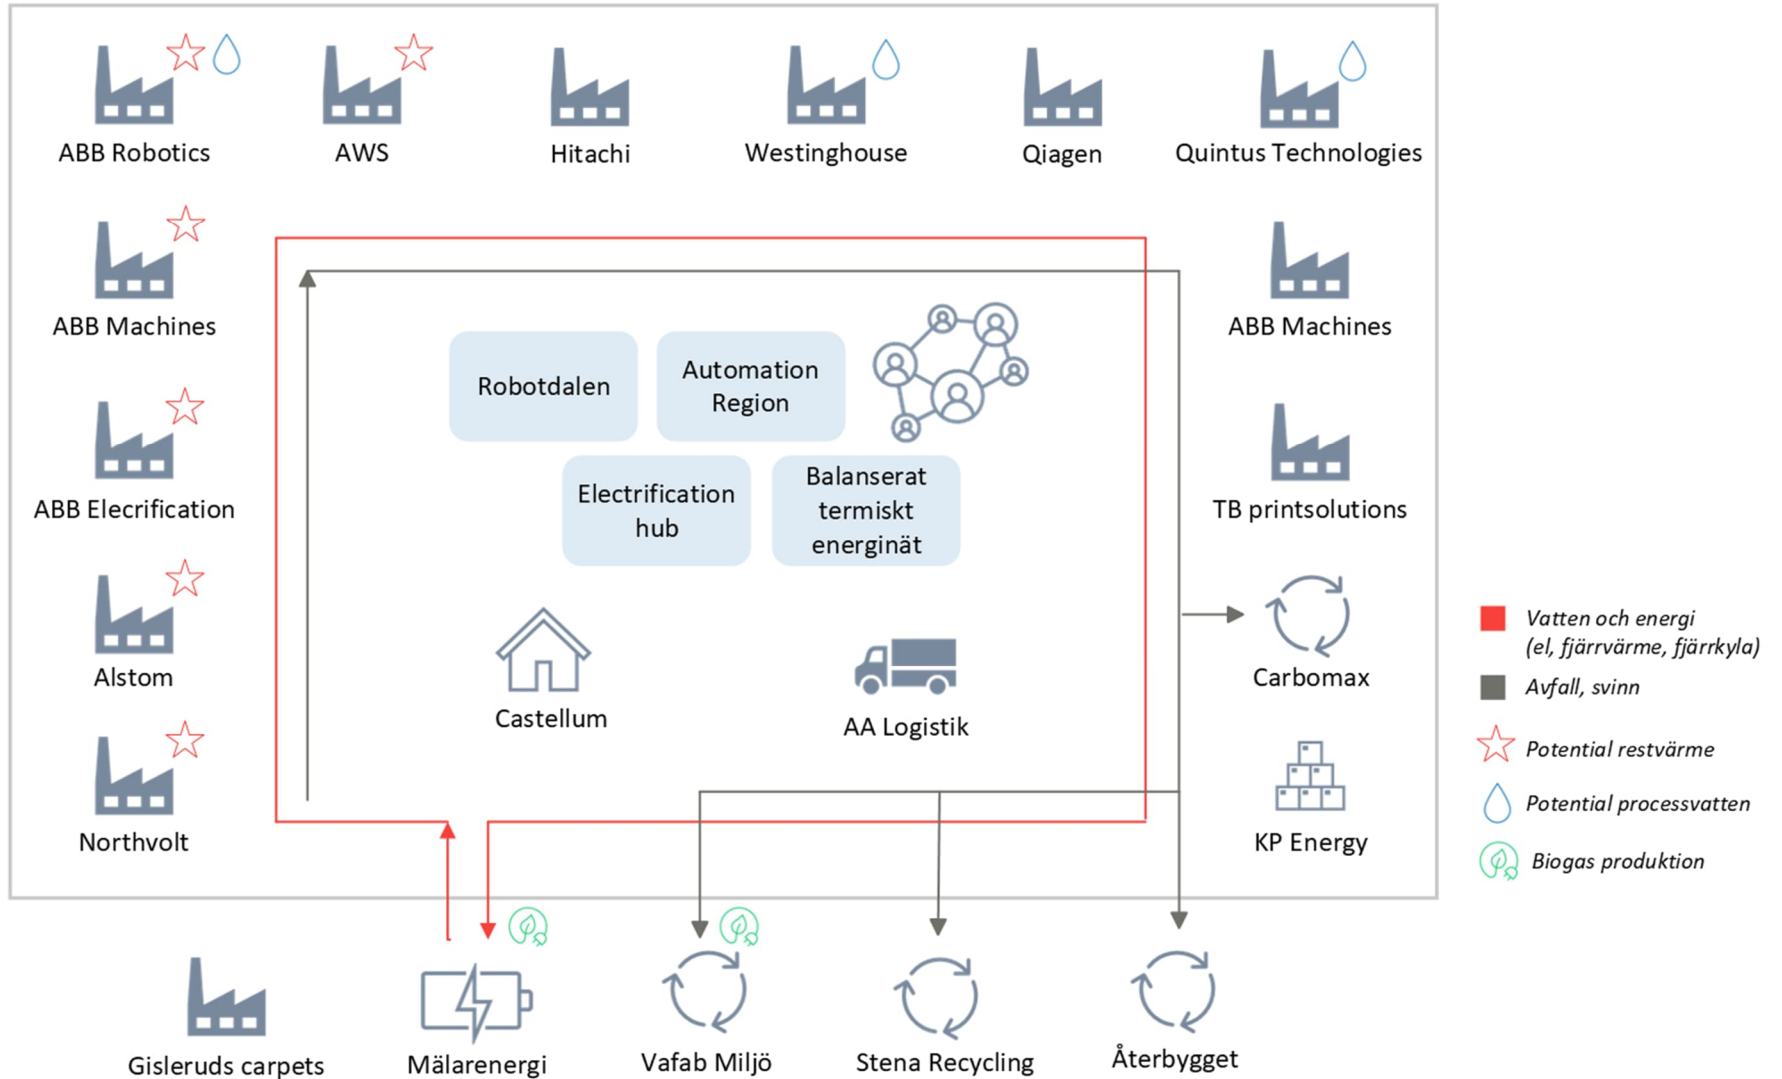 ABB Robotics
AWS
Hitachi
Westinghouse
Qiagen
Quintus Technologies
ABB Machines
ABB Machines
Robotdalen
Automation
Region
ABB Elecrification
Electrification
hub
Balanserat
termiskt
energinät
TB printsolutions
Alstom
Castellum
AA Logistik
Carbomax
Northvolt
KP Energy
Vatten och energi
(el, fjärrvärme, fjärrkyla)
Avfall, svinn
Potential restvärme
Potential processvatten
Biogas produktion
Gisleruds carpets
Mälarenergi
Vafab Miljö
Stena Recycling
Återbygget